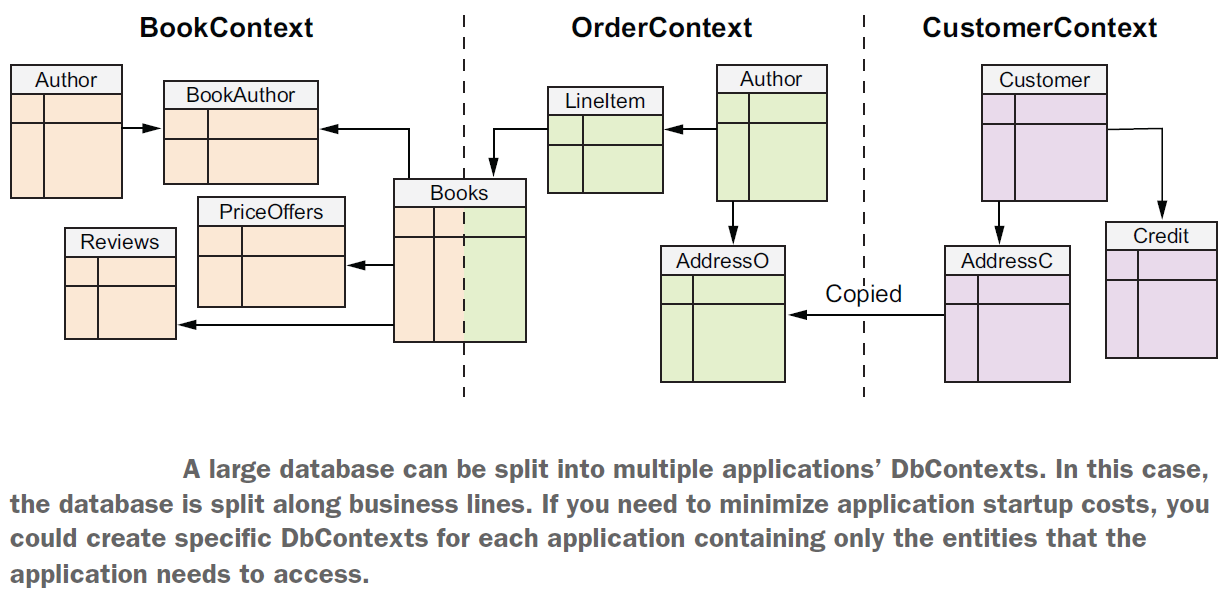 BookContext
OrderContext
CustomerContext
Author
BookAuthor
PriceOffers
Reviews
Books
LineItem
Author
AddressO
Customer
AddressC
Credit
Copied
A large database can be split into multiple applications’ DbContexts. In this case,
the database is split along business lines. If you need to minimize application startup costs, you
could create specific DbContexts for each application containing only the entities that the
application needs to access.